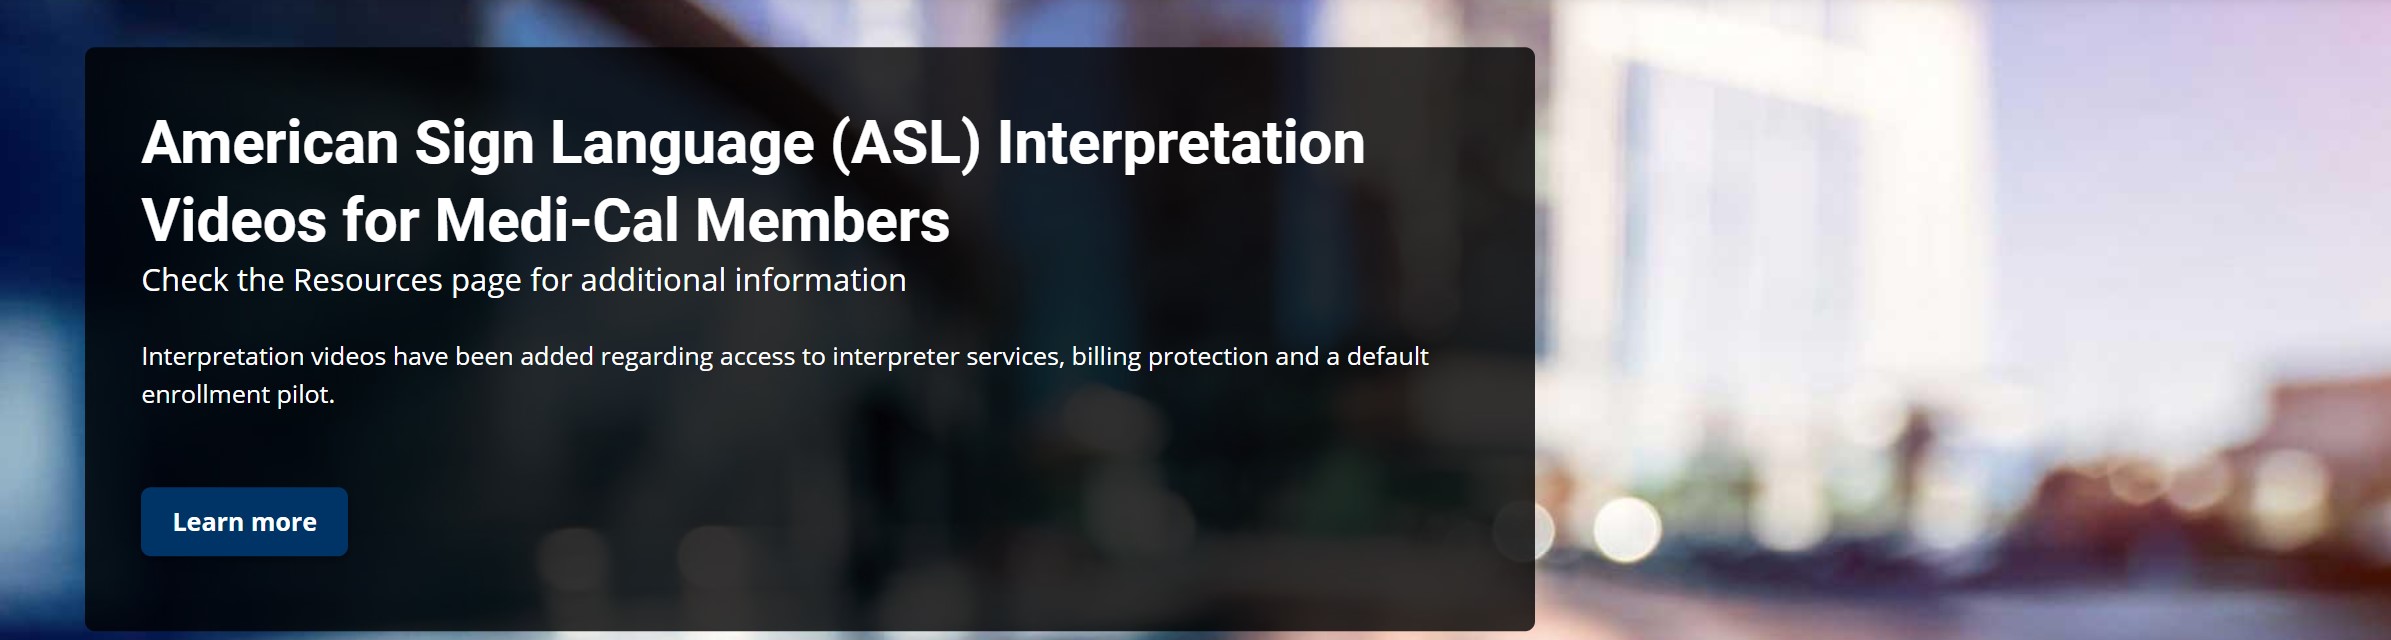 American Sign Language (ASL) Interpretation
Videos for Medi-Cal Members
Check the Resources page for additional information
Interpretation videos have been added regarding access to interpreter services, billing protection and a default
enrollment pilot.
Learn more